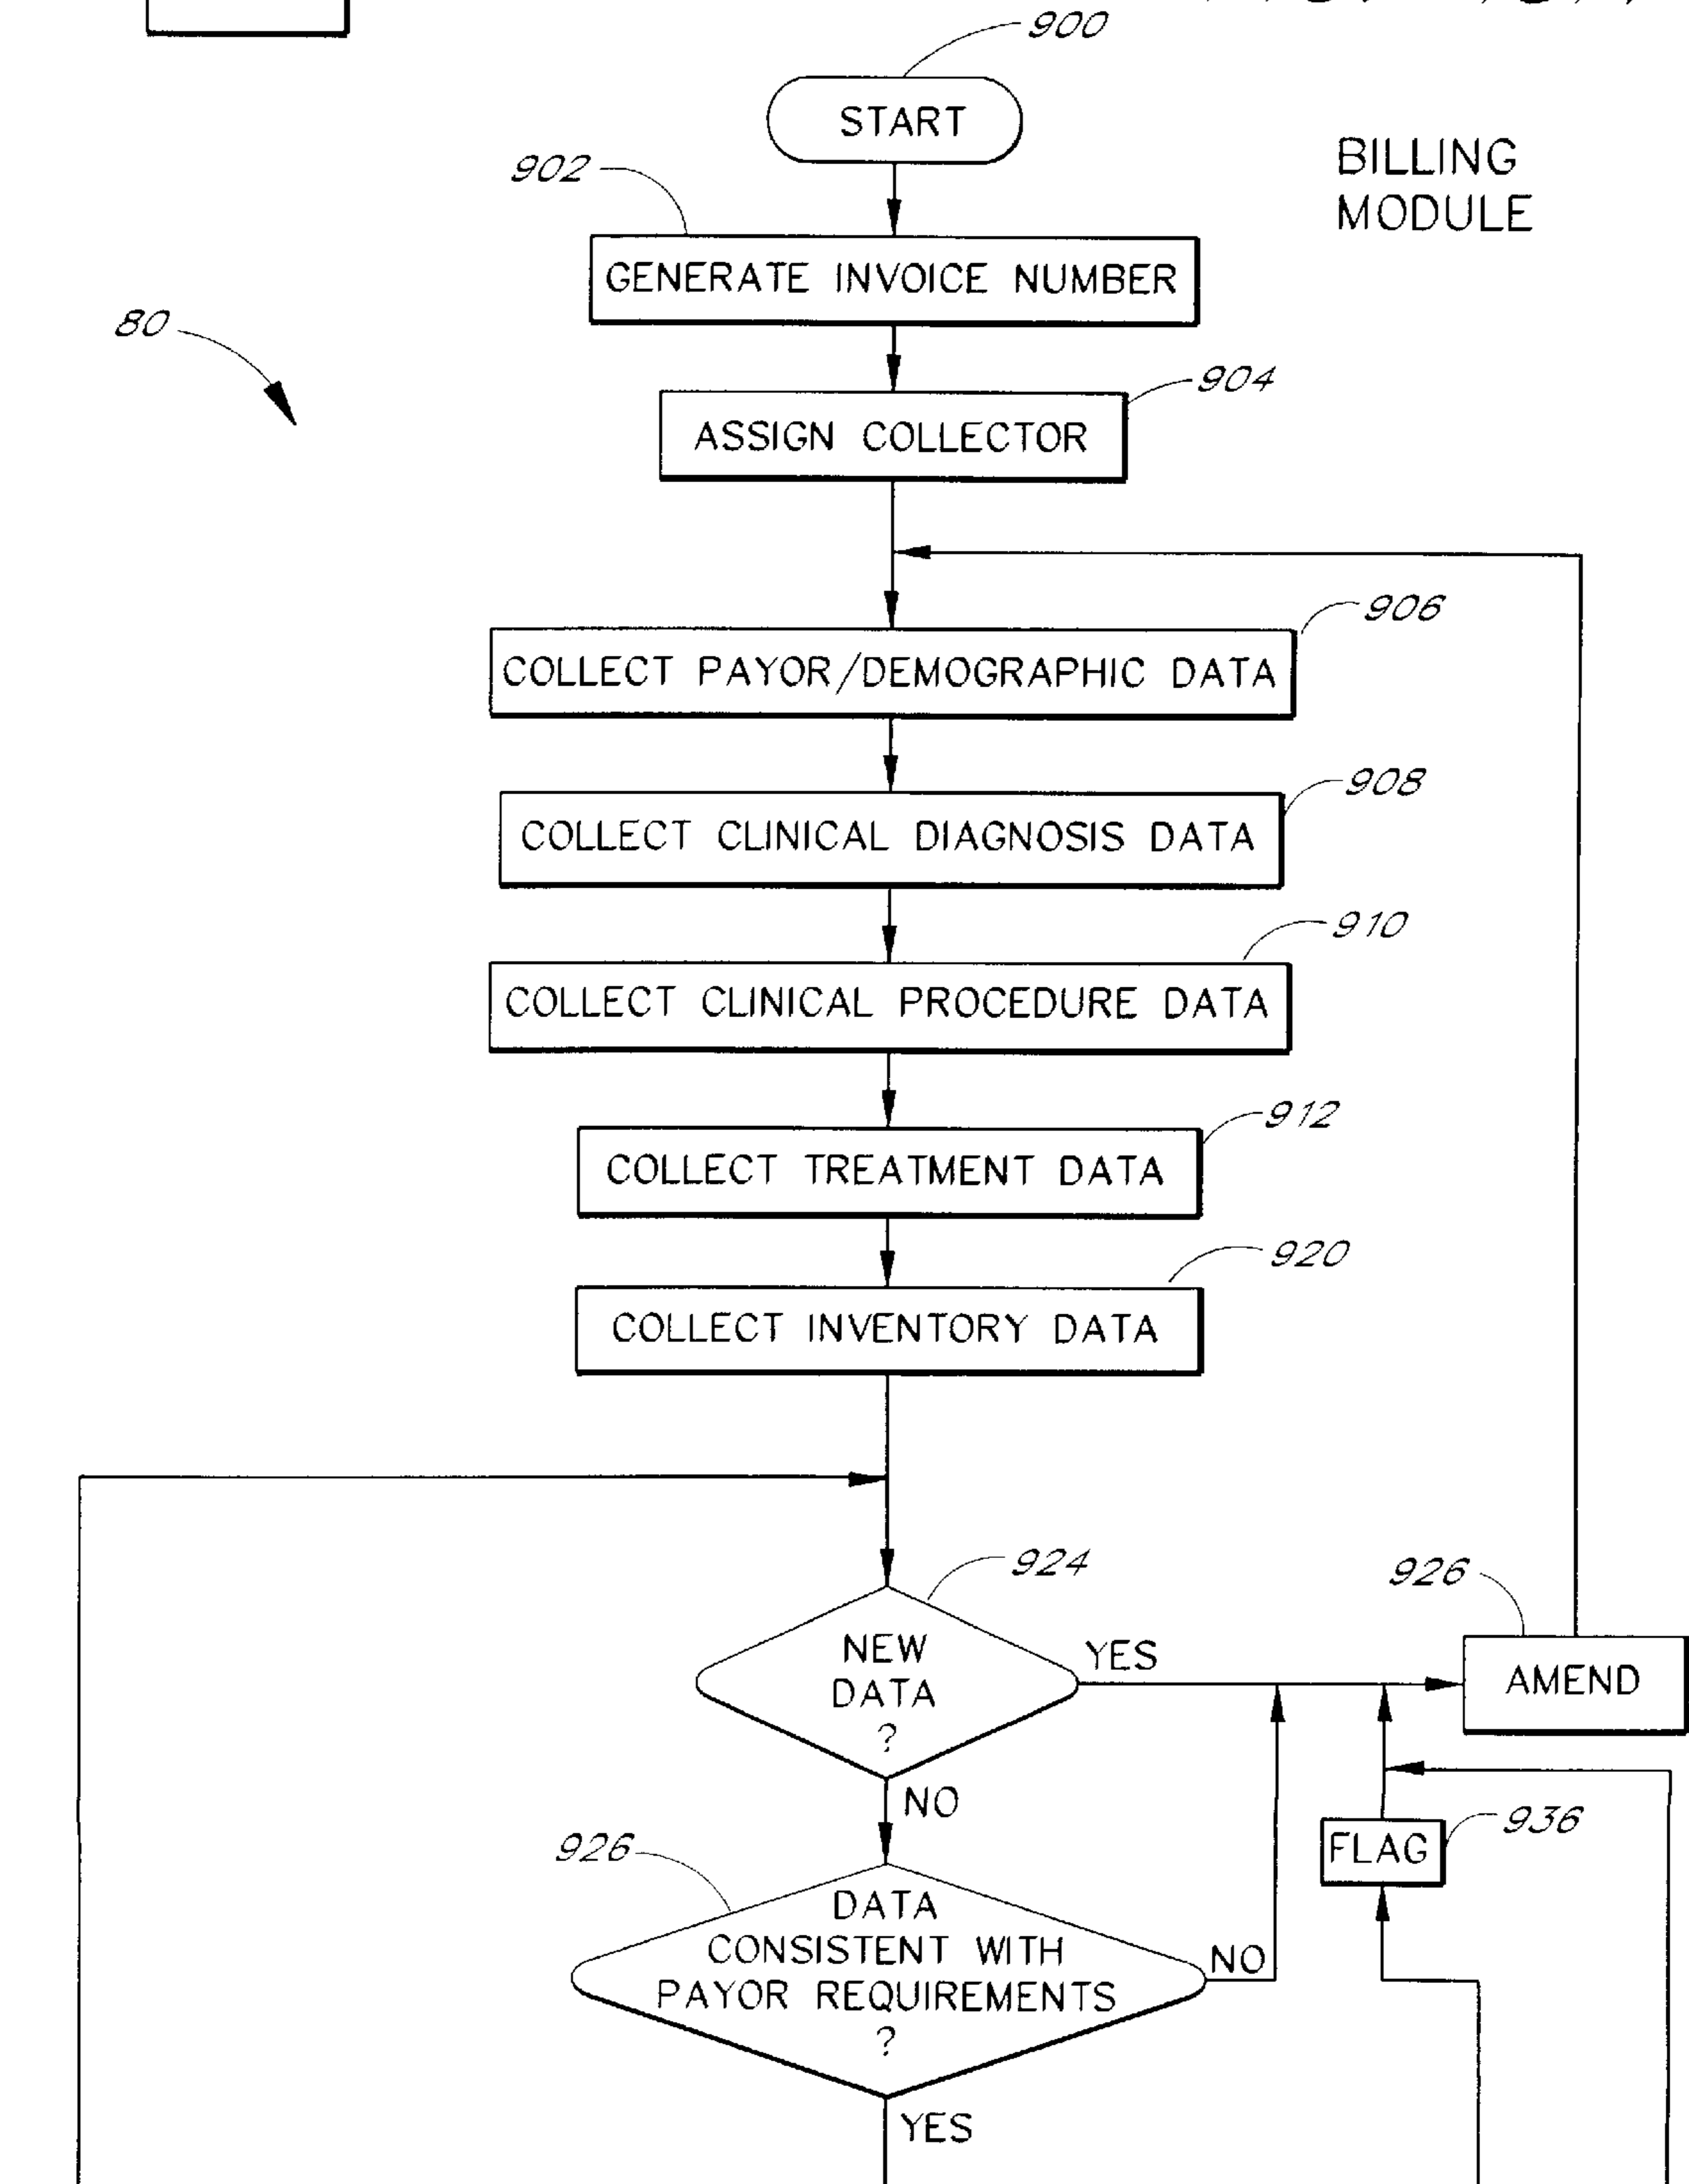 900
START
BILLING
MODULE
902
GENERATE INVOICE NUMBER
80
904
ASSIGN COLLECTOR
906
COLLECT PAYOR/DEMOGRAPHIC DATA
908
COLLECT CLINICAL DIAGNOSIS DATA
910
COLLECT CLINICAL PROCEDURE DATA
912
COLLECT TREATMENT DATA
920
COLLECT INVENTORY DATA
924
926
NEW
DATA
?
YES
AMEND
NO
936
FLAG
926
DATA
CONSISTENT WITH
PAYOR REQUIREMENTS
?
NO
YES